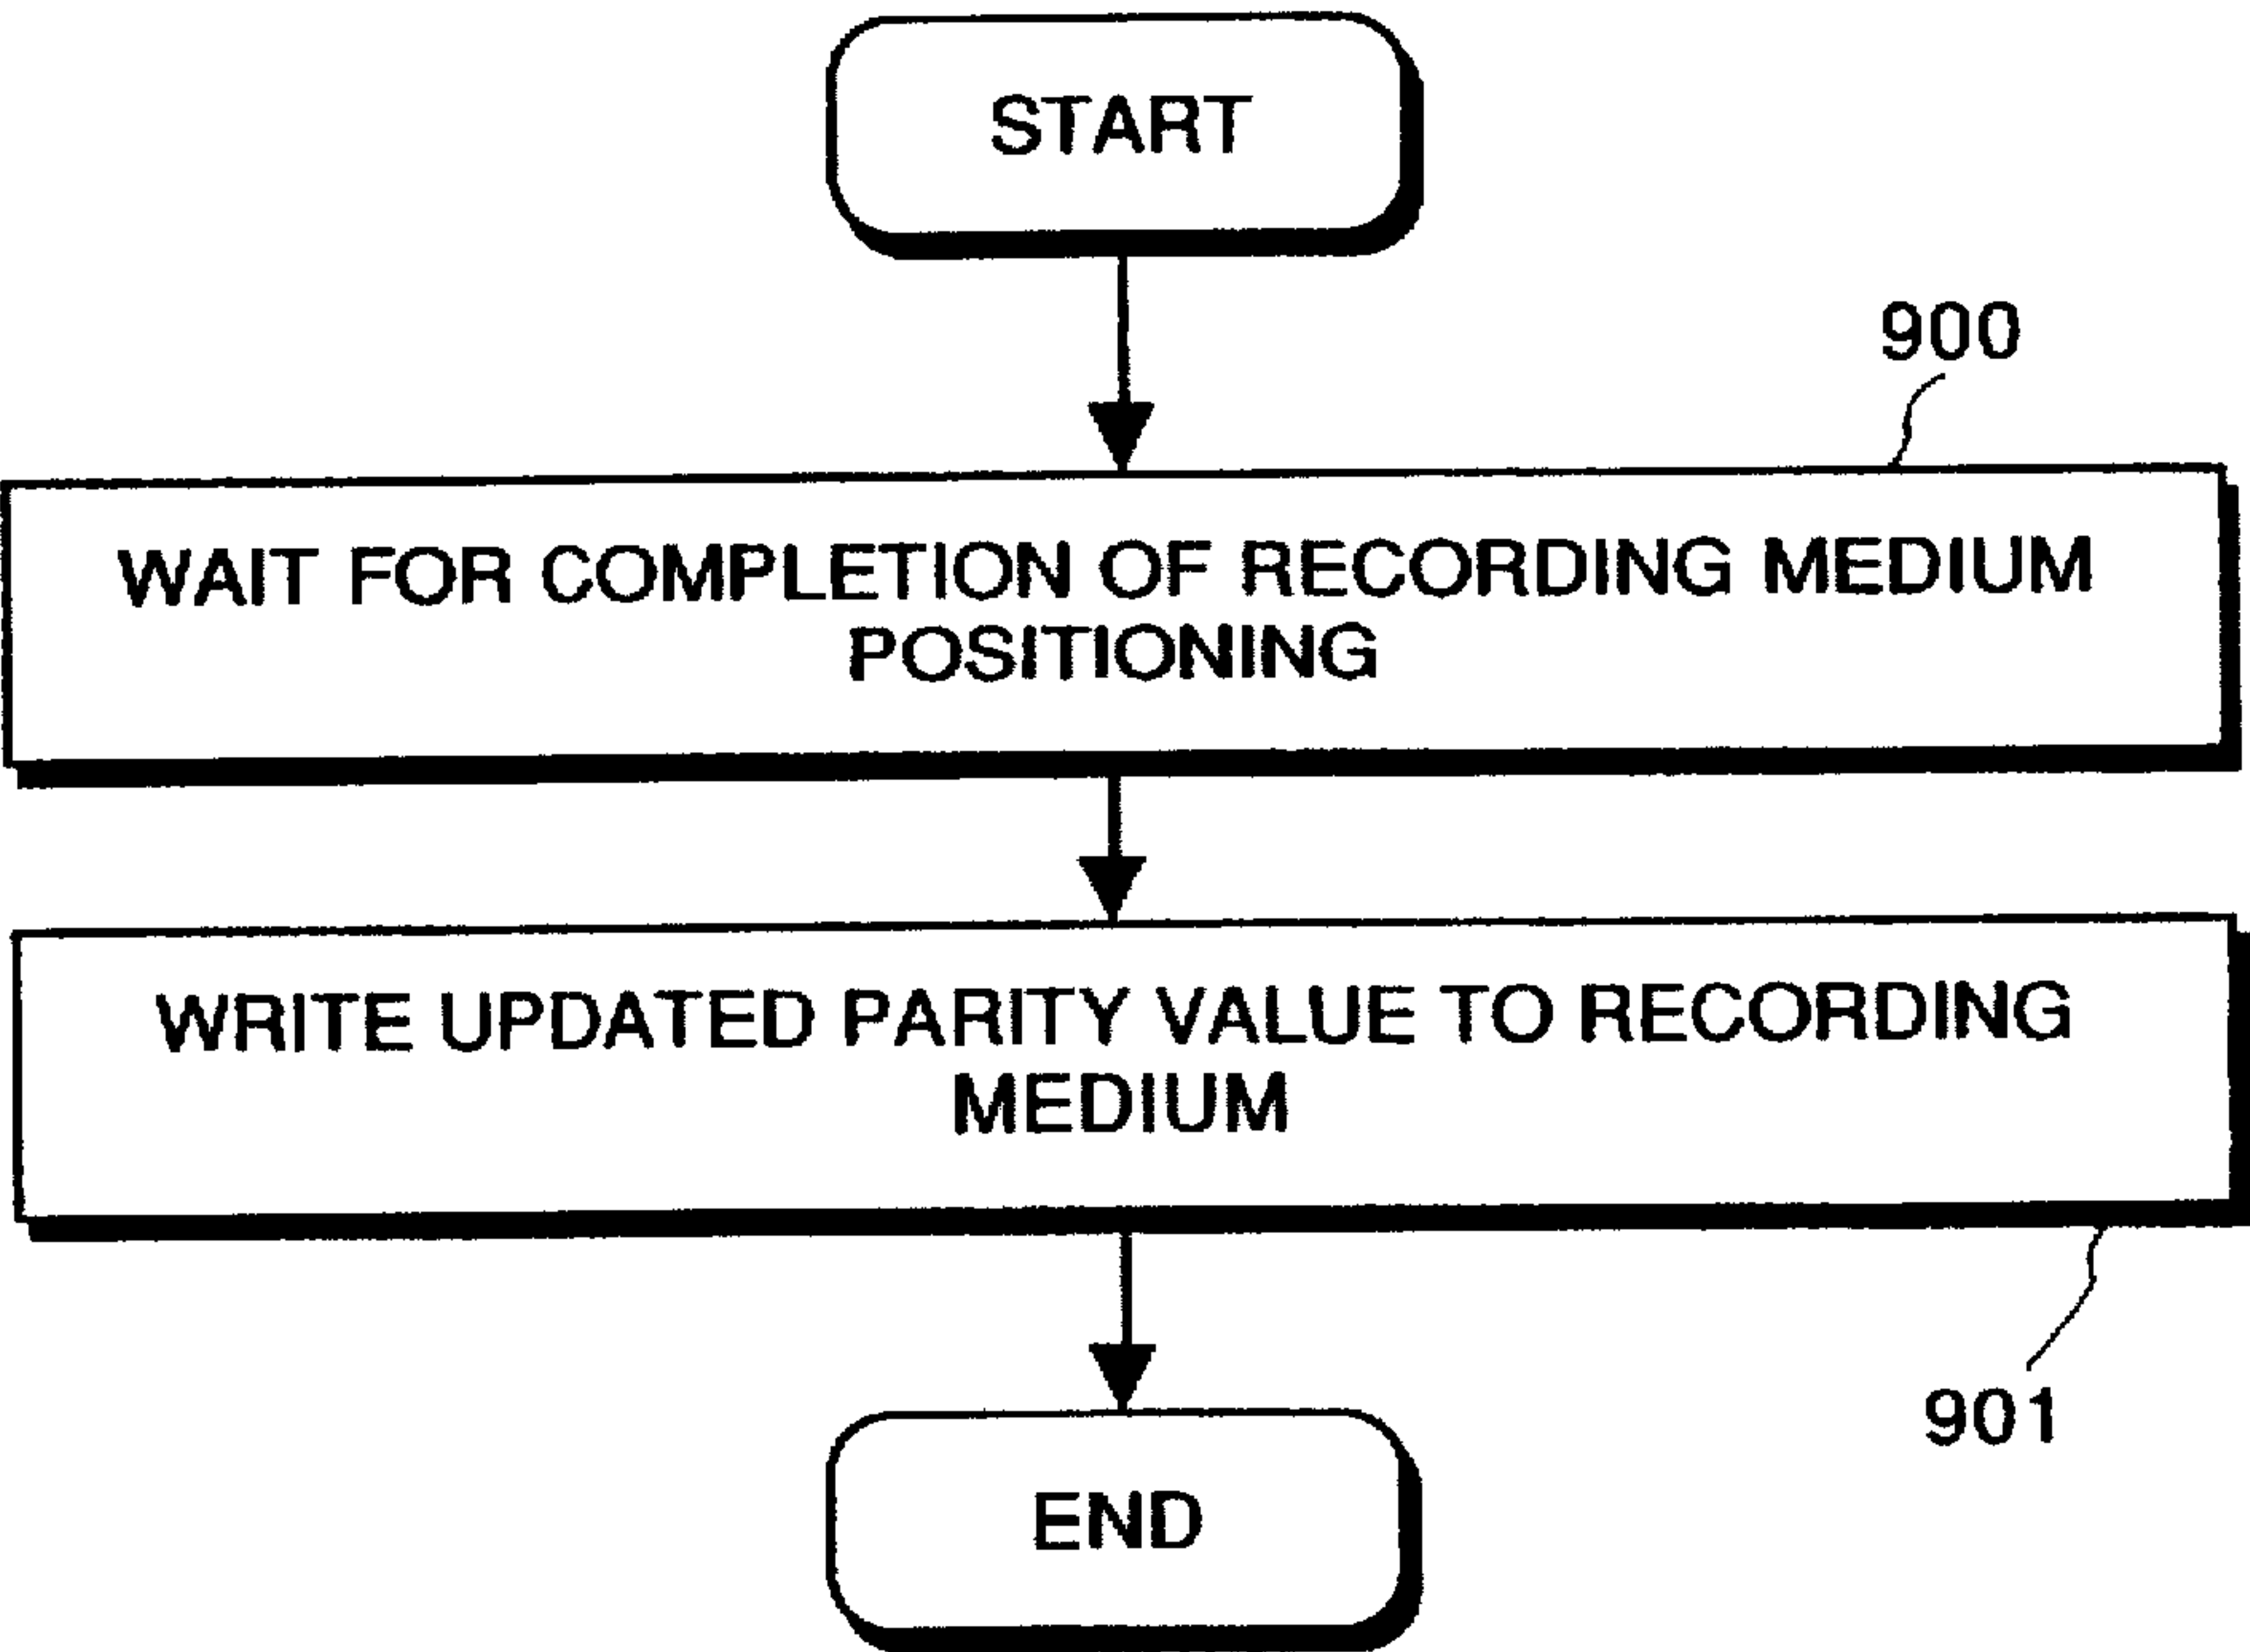 START
900
WAIT FOR COMPLETION OF RECORDING MEDIUM
POSITIONING
WRITE UPDATED PARITY VALUE TO RECORDING
MEDIUM
901
END